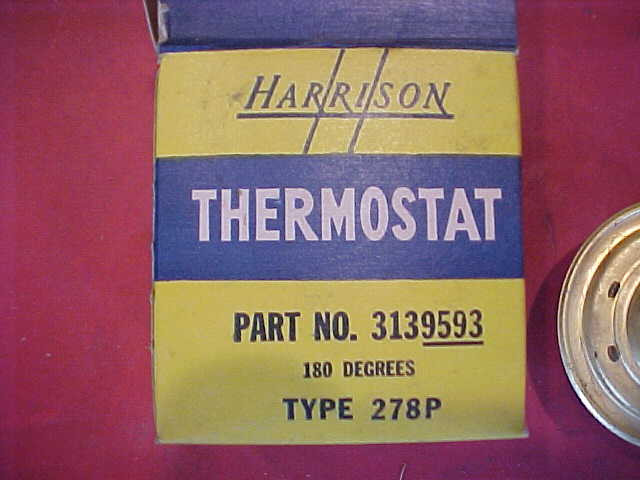 HARRISON
THERMOSTAT
PART NO. 3139593
180 DEGREES
TYPE 278P